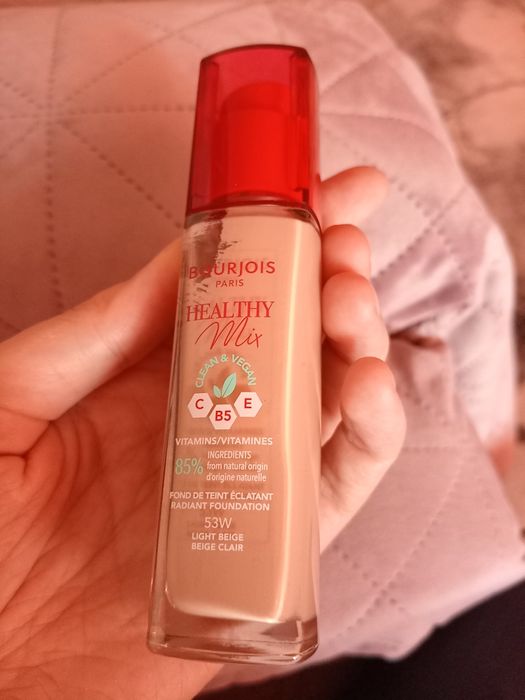 BOURJOIS
PARIS
HEALTHY
Mix
CLEAN & VEGAN
C
E
B5
VITAMINS/VITAMINES
85% INGREDIENTS
from natural origin
d'origine naturelle
FOND DE TEINT ÉCLATANT
RADIANT FOUNDATION
53W
LIGHT BEIGE
BEIGE CLAIR